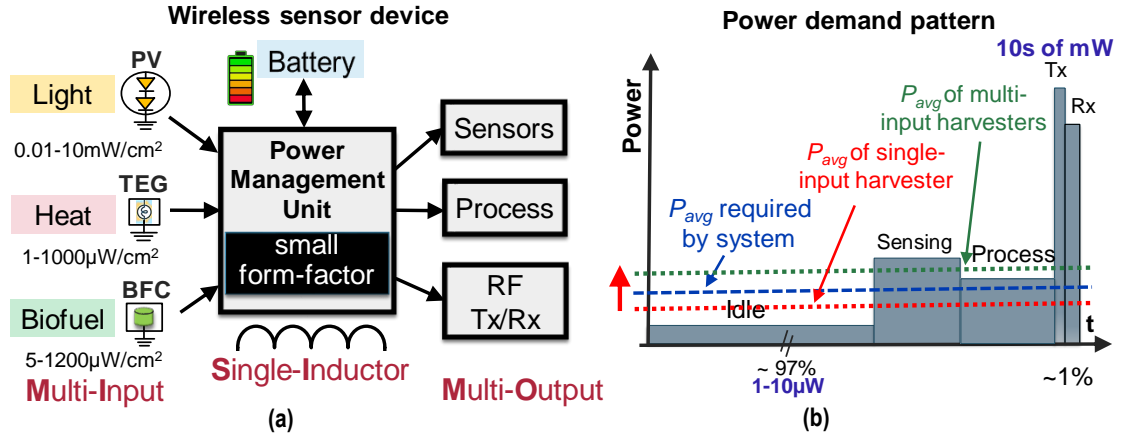 Wireless sensor device
PV
Light
0.01-10mW/cm²
TEG
Heat
1-1000µW/cm²
BFC
Biofuel
5-1200µW/cm²
Multi-Input
Battery
Power
Management
Unit
small
form-factor
Single-Inductor
Sensors
Process
RF
Tx/Rx
Multi-Output
(a)
Power demand pattern
10s of mW
Tx
Rx
Power
Pavg of multi-
input harvesters
Pavg of single-
input harvester
Pavg required
by system
Sensing
Process
Idle
t
~ 97%
1-10µW
~1%
(b)